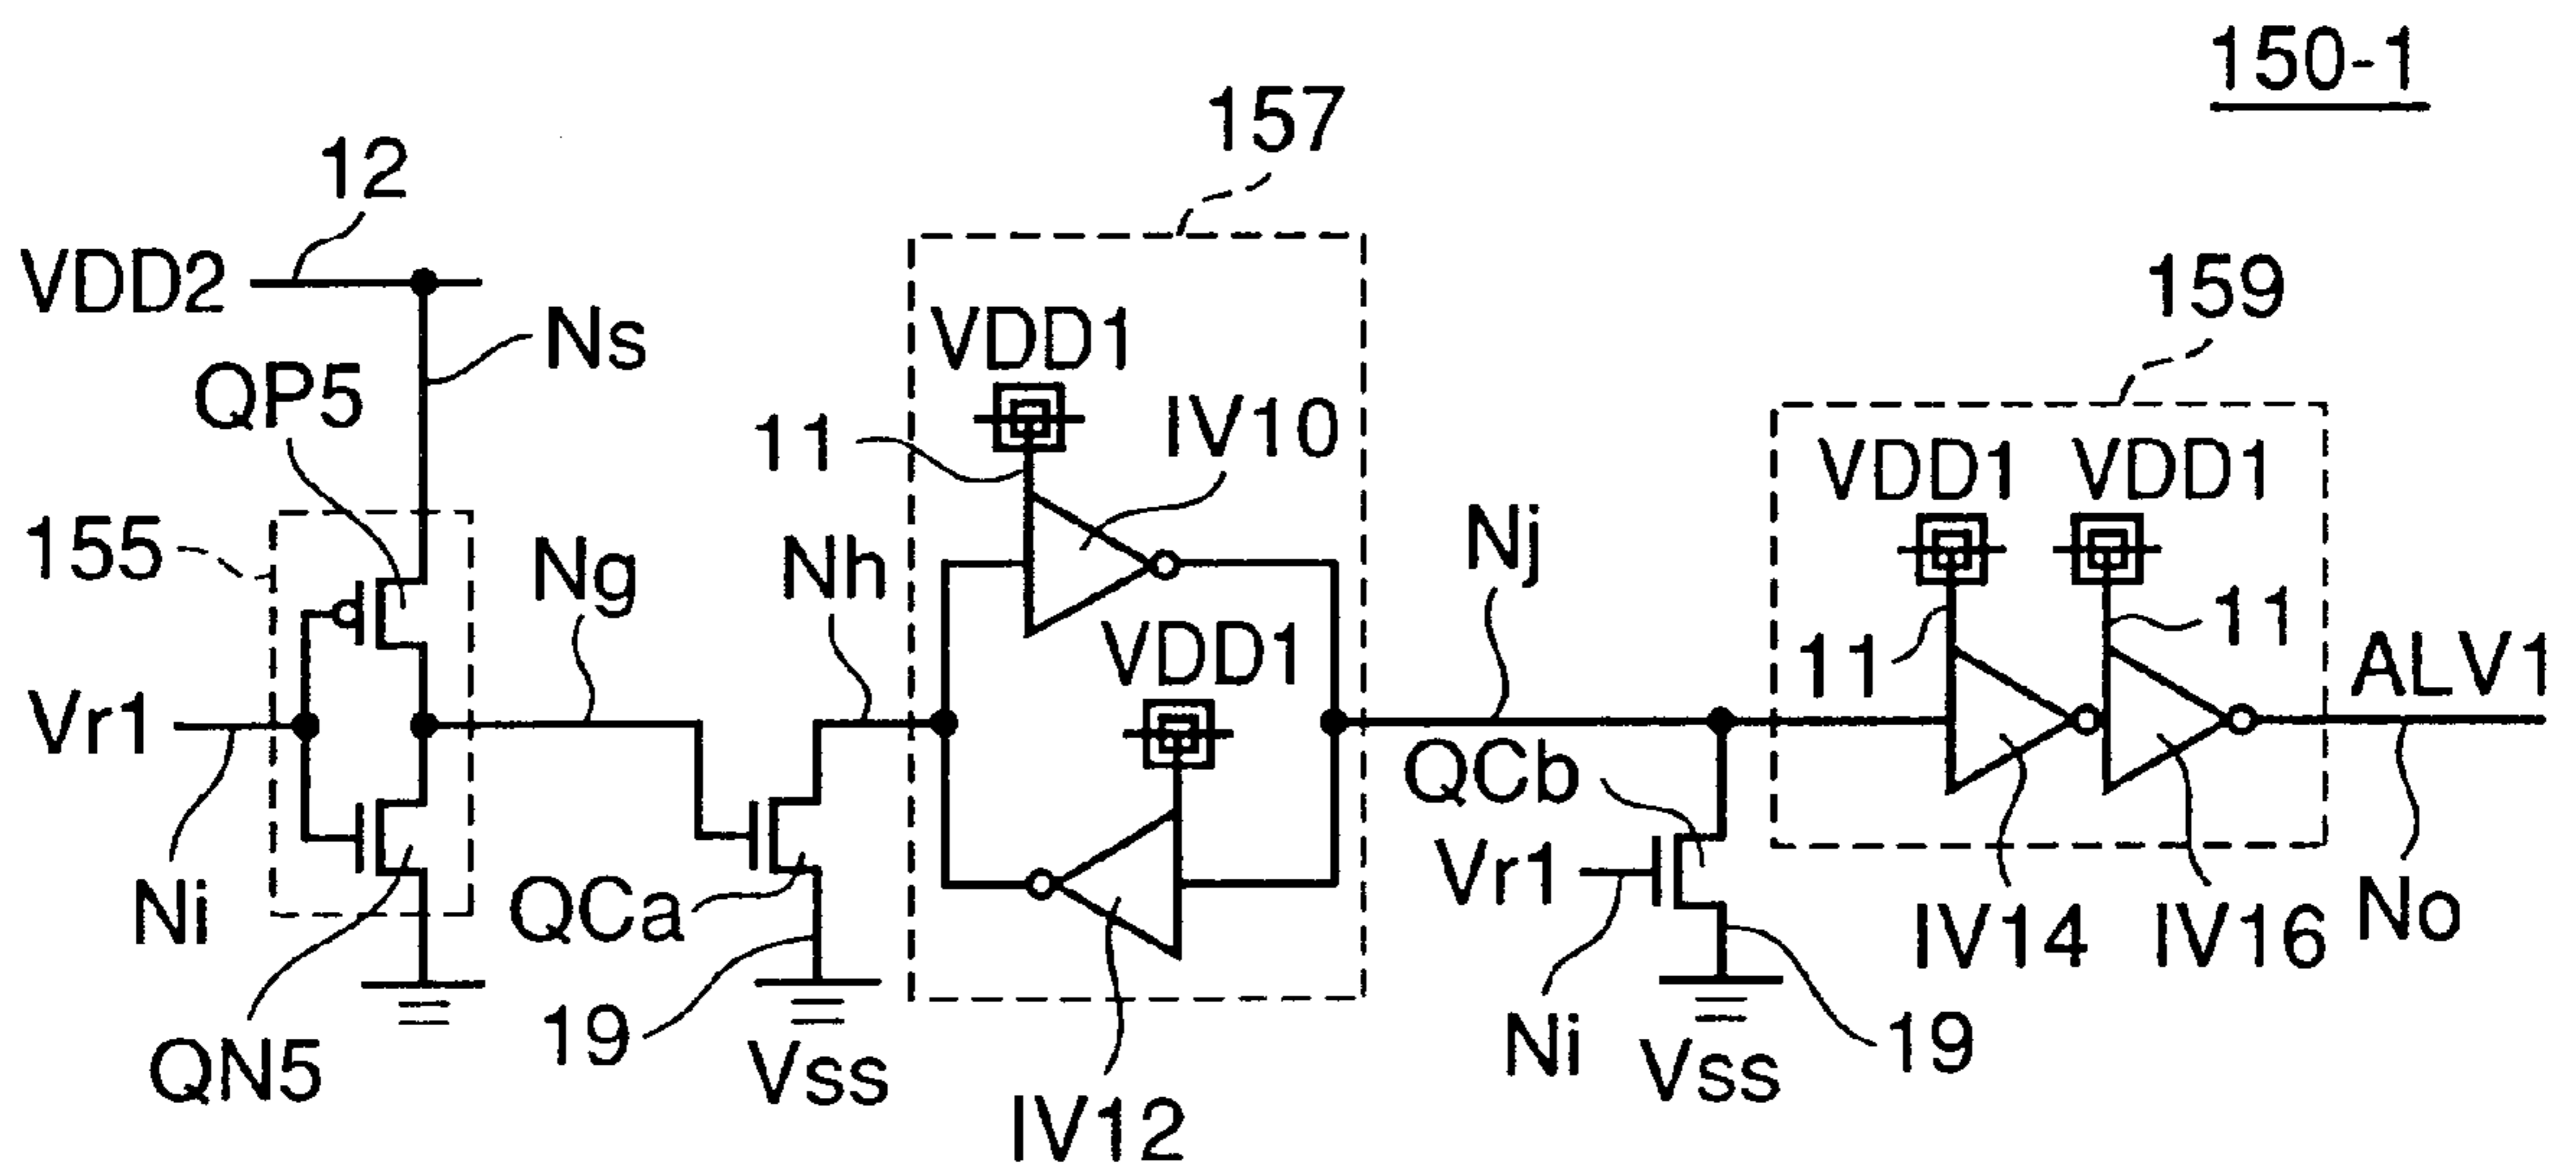 150-1
157
12
VDD2
159
Ns
VDD1
QP5
IV10
11
VDD1 VDD1
155
Ng
Nh
Nj
VDD1
11
11
ALV1
Vr1
QCb
Vr1
Ni
QCa
IV14
IV16
No
19
Ni
19
QN5
Vss
Vss
IV12